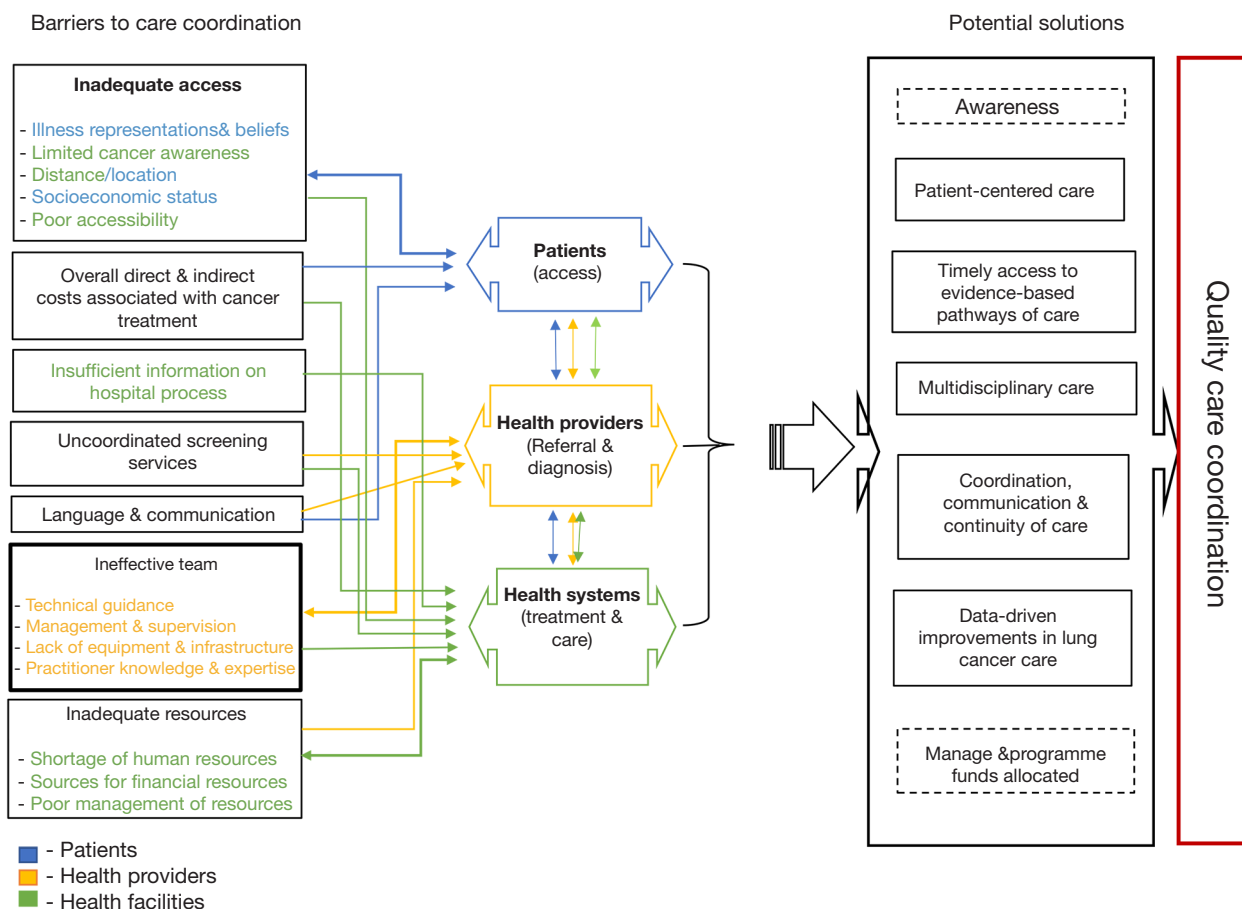 Barriers to care coordination
Potential solutions
Inadequate access
- Illness representations& beliefs
- Limited cancer awareness
- Distance/location
- Socioeconomic status
- Poor accessibility
Overall direct & indirect
costs associated with cancer
treatment
Insufficient information on
hospital process
Uncoordinated screening
services
Language & communication
Ineffective team
- Technical guidance
- Management & supervision
- Lack of equipment & infrastructure
- Practitioner knowledge & expertise
Inadequate resources
- Shortage of human resources
- Sources for financial resources
- Poor management of resources
- Patients
- Health providers
- Health facilities
Patients
(access)
Health providers
(Referral &
diagnosis)
Health systems
(treatment &
care)
Awareness
Patient-centered care
Timely access to
evidence-based
pathways of care
Multidisciplinary care
Coordination,
communication &
continuity of care
Data-driven
improvements in lung
cancer care
Manage &programme
funds allocated
Quality care coordination